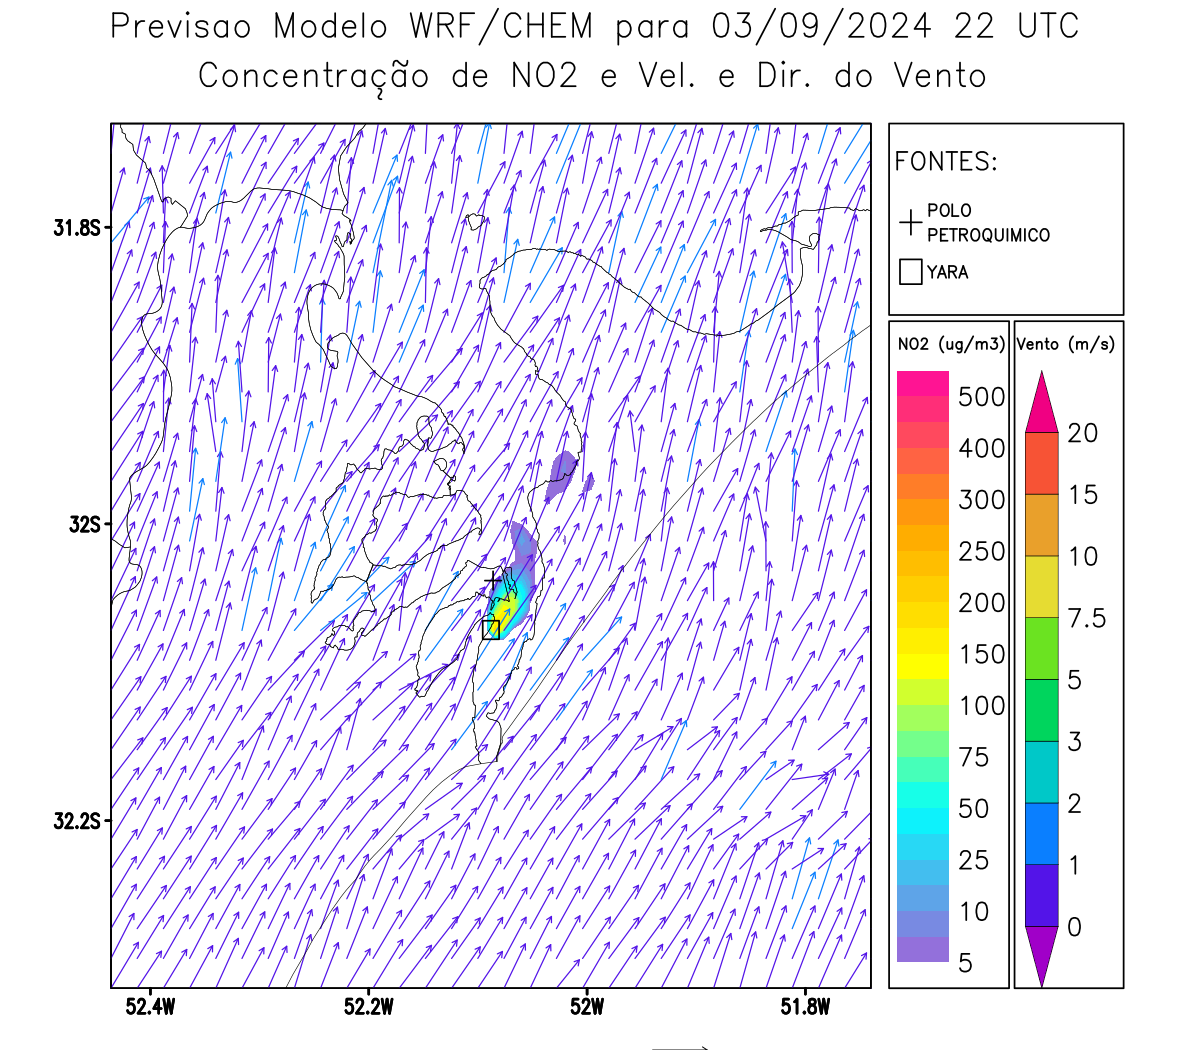 Previsao Modelo WRF/CHEM para 03/09/2024 22 UTC
Concentração de NO2 e Vel. e Dir. do Vento
FONTES:
POLO
PETROQUIMICO
YARA
NO2 (ug/m3)
500
400
300
250
200
150
100
75
50
25
10
5
Vento (m/s)
20
15
10
7.5
5
3
2
1
0
31.8S
32S
32.2S
52.4W
52.2W
52W
51.8W